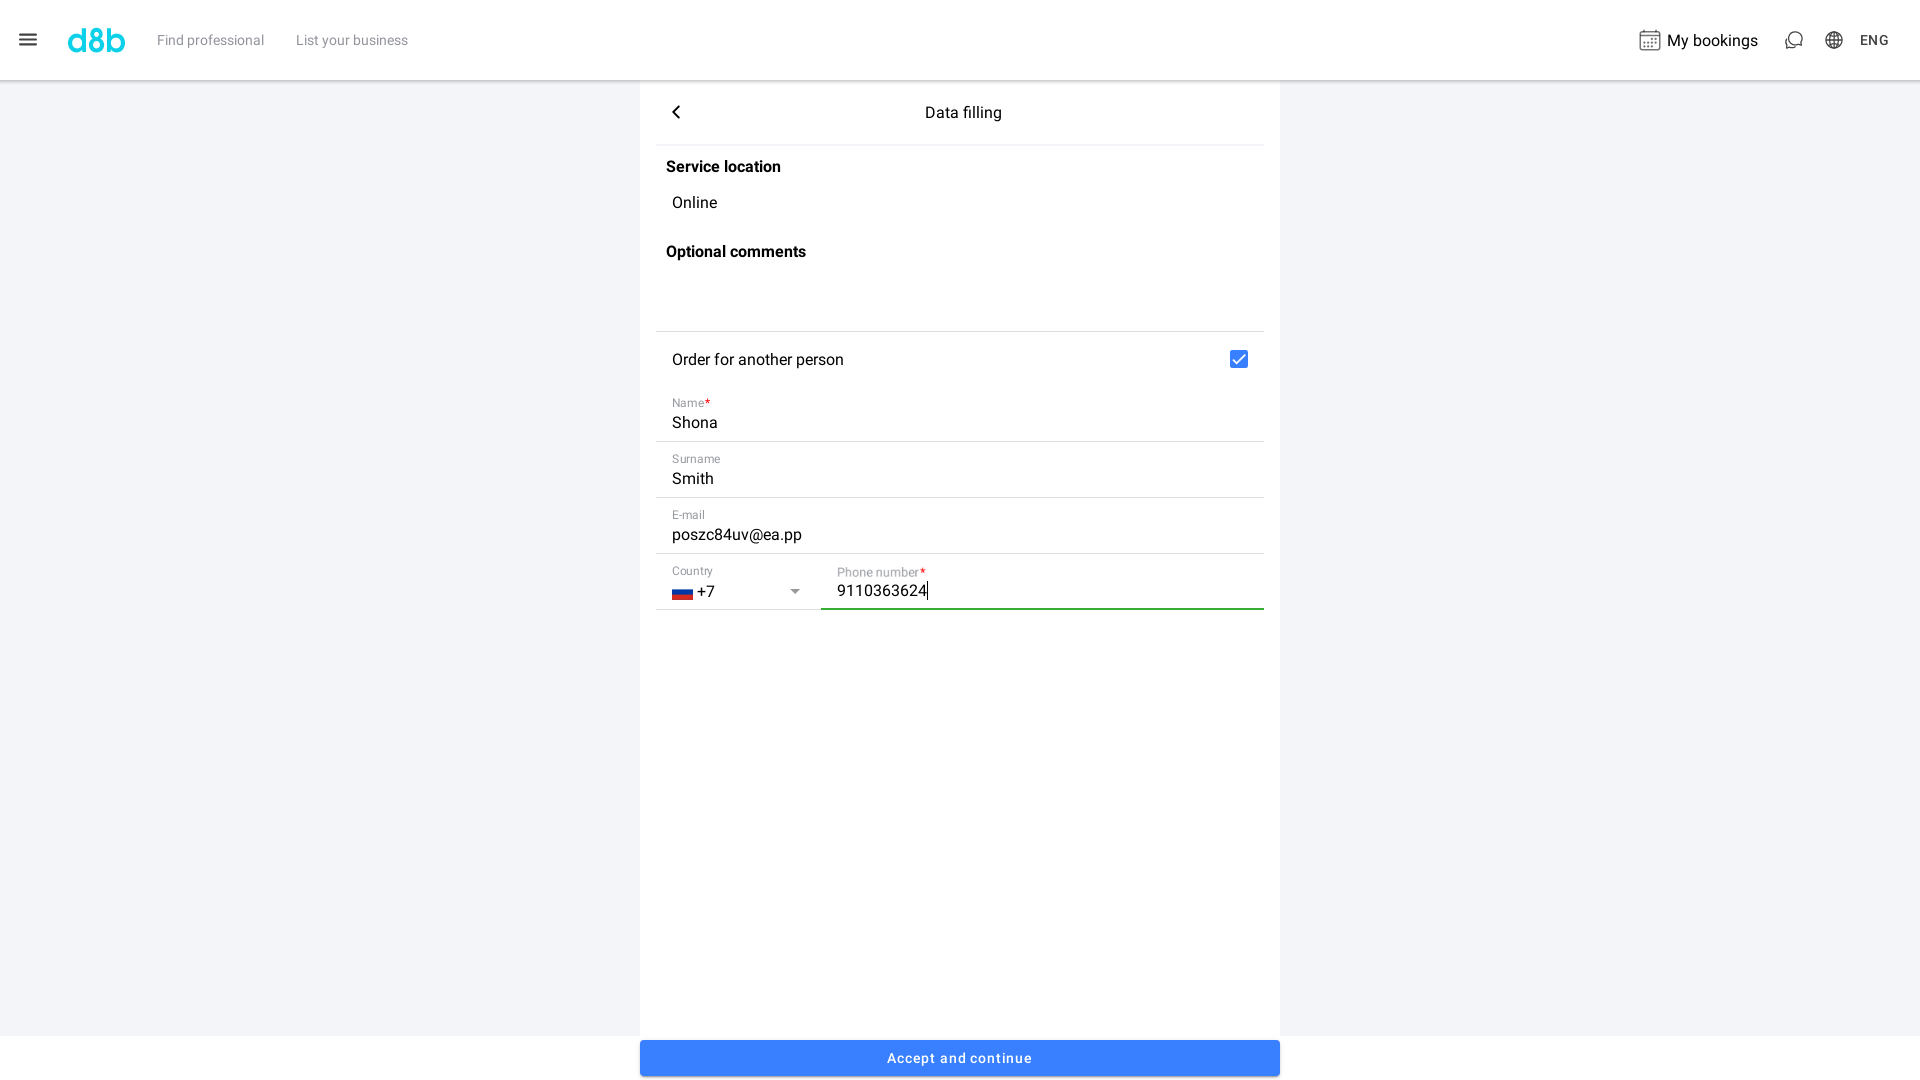 d8b
Find professional
List your business
My bookings
ENG
Data filling
Service location
Online
Optional comments
Order for another person
Name*
Shona
Surname
Smith
E-mail
poszc84uv@ea.pp
Country
+7
Phone number*
9110363624
Accept and continue